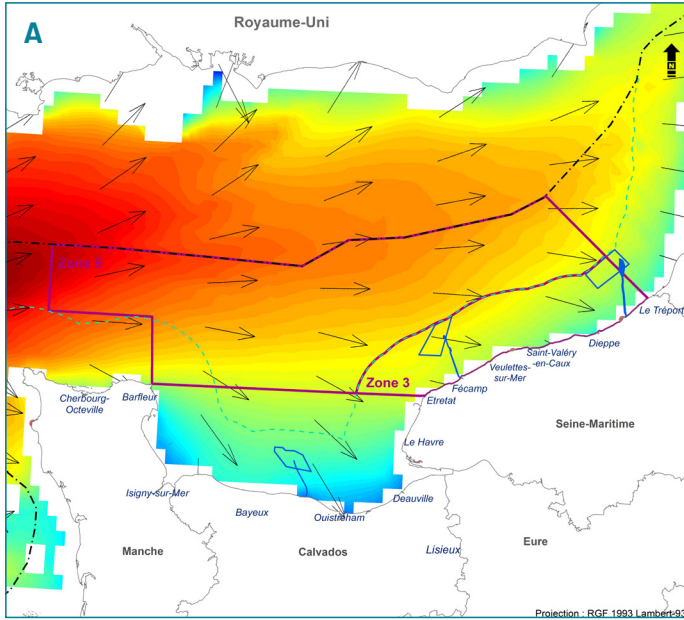 A
Royaume-Uni
N
Zone 5
Le Tréport
Dieppe
Saint-Valéry
-en-Caux
Veulettes-
sur-Mer
Fécamp
Zone 3
Etretat
Cherbourg-
Octeville
Barfleur
Le Havre
Seine-Maritime
Isigny-sur-Mer
Bayeux
Ouistreham
Deauville
Manche
Calvados
Lisieux
Eure
Projection : RGF 1993 Lambert-93